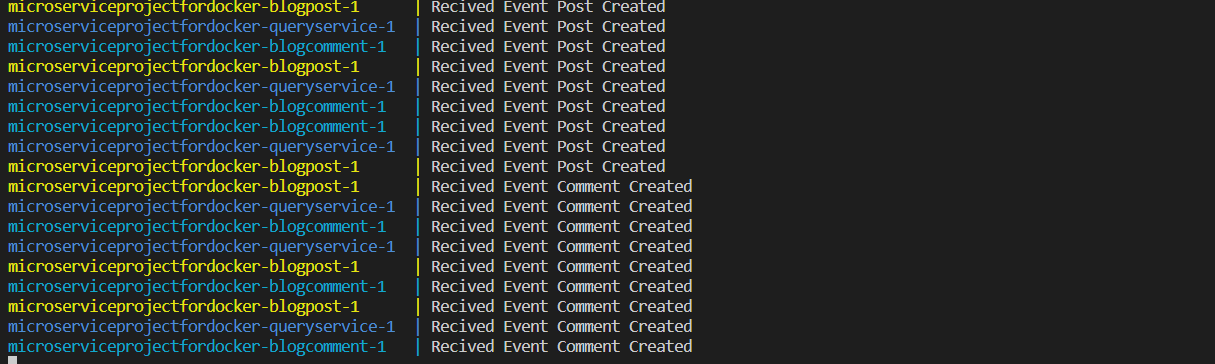 microserviceprojectfordocker-blogpost-1 | Recived Event Post Created
microserviceprojectfordocker-queryservice-1 | Recived Event Post Created
microserviceprojectfordocker-blogcomment-1 | Recived Event Post Created
microserviceprojectfordocker-blogpost-1 | Recived Event Post Created
microserviceprojectfordocker-queryservice-1 | Recived Event Post Created
microserviceprojectfordocker-blogcomment-1 | Recived Event Post Created
microserviceprojectfordocker-blogcomment-1 | Recived Event Post Created
microserviceprojectfordocker-queryservice-1 | Recived Event Post Created
microserviceprojectfordocker-blogpost-1 | Recived Event Post Created
microserviceprojectfordocker-blogpost-1 | Recived Event Comment Created
microserviceprojectfordocker-queryservice-1 | Recived Event Comment Created
microserviceprojectfordocker-blogcomment-1 | Recived Event Comment Created
microserviceprojectfordocker-queryservice-1 | Recived Event Comment Created
microserviceprojectfordocker-blogpost-1 | Recived Event Comment Created
microserviceprojectfordocker-blogcomment-1 | Recived Event Comment Created
microserviceprojectfordocker-blogpost-1 | Recived Event Comment Created
microserviceprojectfordocker-queryservice-1 | Recived Event Comment Created
microserviceprojectfordocker-blogcomment-1 | Recived Event Comment Created